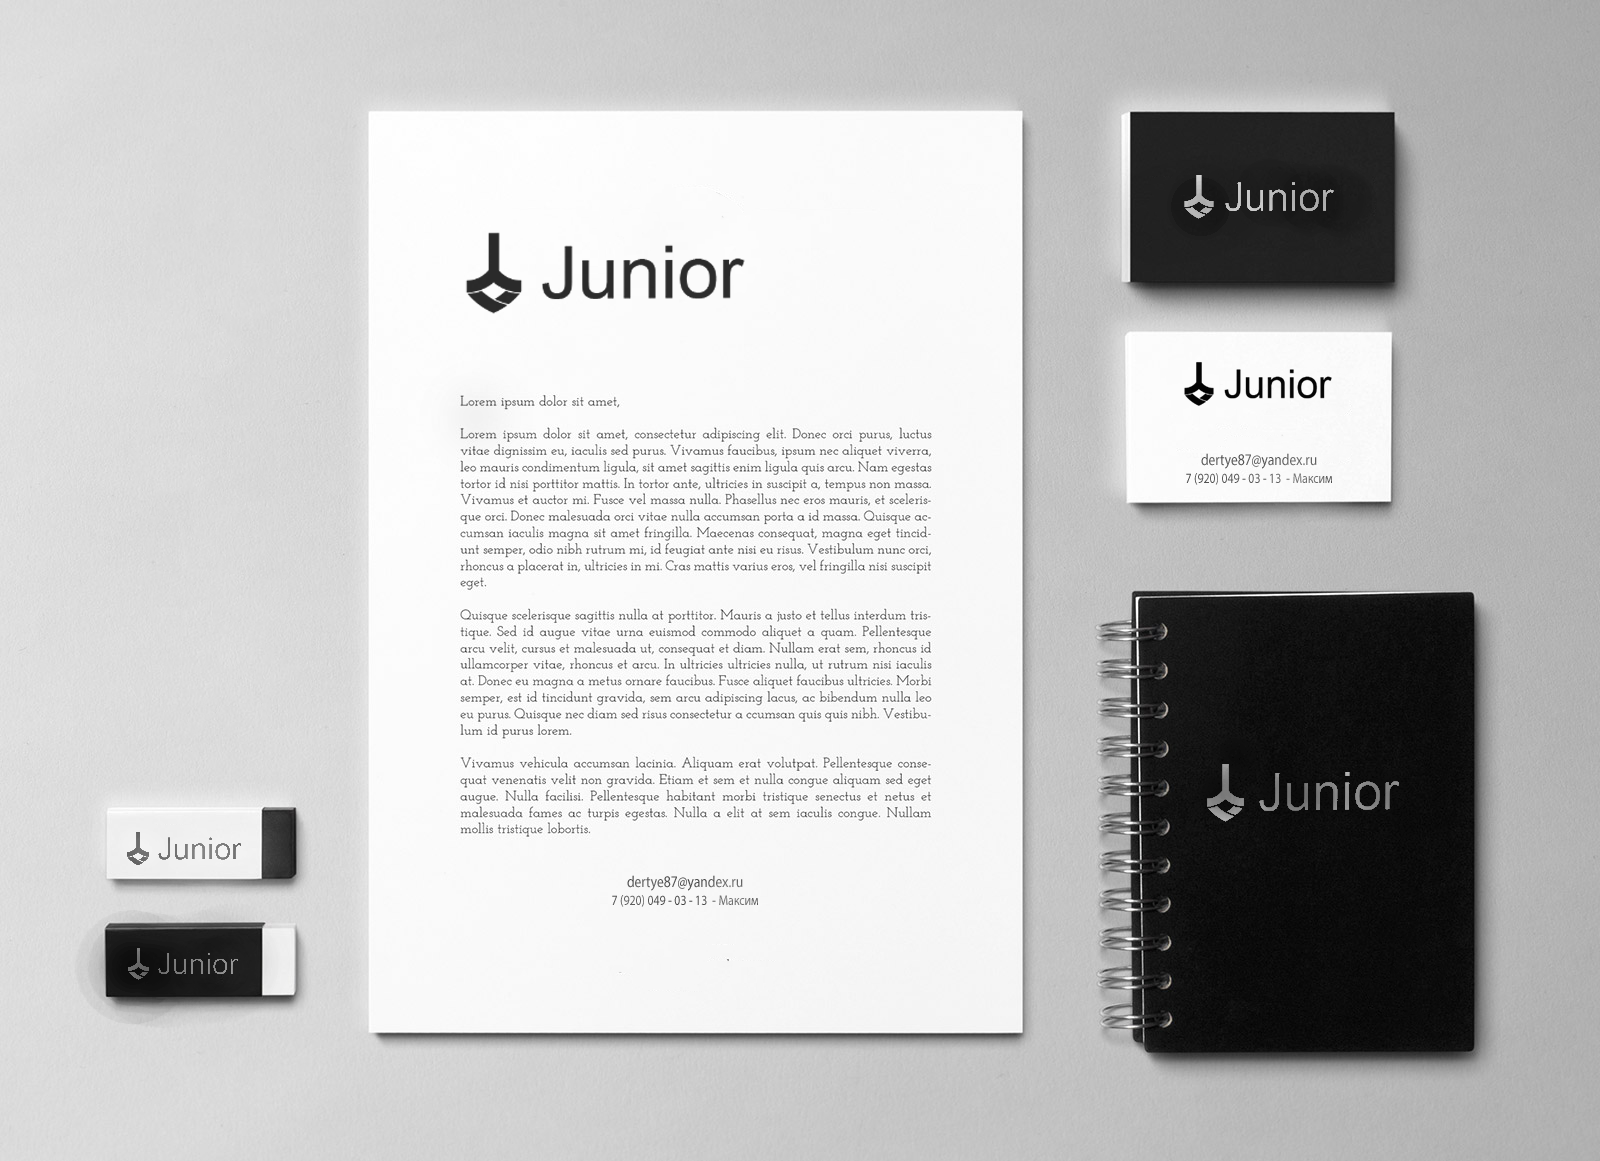 Junior
Lorem ipsum dolor sit amet,
Lorem ipsum dolor sit amet, consectetur adipiscing elit. Donec orci purus, luctus
vitae dignissim eu, iaculis sed purus. Vivamus faucibus, ipsum nec aliquet viverra,
leo mauris condimentum ligula, sit amet sagittis enim ligula quis arcu. Nam egestas
tortor id nisi porttitor mattis. In tortor ante, ultricies in suscipit a, tempus non massa.
Vivamus et auctor mi. Fusce vel massa nulla. Phasellus nec eros mauris, et sceleris-
que orci. Donec malesuada orci vitae nulla accumsan porta a id massa. Quisque ac-
cumsan iaculis magna sit amet fringilla. Maecenas consequat, magna eget tincid-
unt semper, odio nibh rutrum mi, id feugiat ante nisi eu risus. Vestibulum nunc orci,
rhoncus a placerat in, ultricies in mi. Cras mattis varius eros, vel fringilla nisi suscipit
eget.
Quisque scelerisque sagittis nulla at porttitor. Mauris a justo et tellus interdum tris-
tique. Sed id augue vitae urna euismod commodo aliquet a quam. Pellentesque
arcu velit, cursus et malesuada ut, consequat et diam. Nullam erat sem, rhoncus id
ullamcorper vitae, rhoncus et arcu. In ultricies ultricies nulla, ut rutrum nisi iaculis
at. Donec eu magna a metus ornare faucibus. Fusce aliquet faucibus ultricies. Morbi
semper, est id tincidunt gravida, sem arcu adipiscing lacus, ac bibendum nulla leo
eu purus. Quisque nec diam sed risus consectetur a ccumsan quis quis nibh. Vestibu-
lum id purus lorem.
Vivamus vehicula accumsan lacinia. Aliquam erat volutpat. Pellentesque conse-
quat venenatis velit non gravida. Etiam et sem et nulla congue aliquam sed eget
augue. Nulla facilisi. Pellentesque habitant morbi tristique senectus et netus et
malesuada fames ac turpis egestas. Nulla a elit at sem iaculis congue. Nullam
mollis tristique lobortis.
dertye87@yandex.ru
7 (920) 049 - 03 - 13 - Максим
Junior
Junior
dertye87@yandex.ru
7 (920) 049 - 03 - 13 - Максим
Junior
Junior
Junior